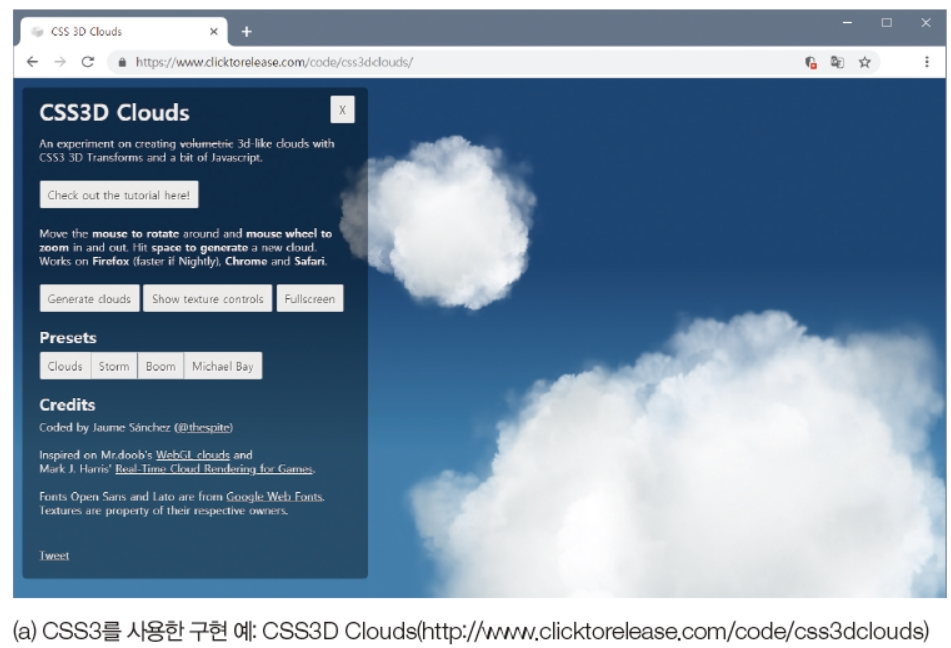 CSS 3D Clouds
https://www.clicktorelease.com/code/css3dclouds/
CSS3D Clouds
X
An experiment on creating volumetric 3d-like clouds with
CSS3 3D Transforms and a bit of Javascript.
Check out the tutorial here!
Move the mouse to rotate around and mouse wheel to
zoom in and out. Hit space to generate a new cloud.
Works on Firefox (faster if Nightly), Chrome and Safari.
Generate clouds Show texture controls Fullscreen
Presets
Clouds Storm Boom Michael Bay
Credits
Coded by Jaume Sánchez (@thespite)
Inspired on Mr.doob's WebGL clouds and
Mark J. Harris' Real-Time Cloud Rendering for Games.
Fonts Open Sans and Lato are from Google Web Fonts.
Textures are property of their respective owners.
Tweet
(a) CSS3를 사용한 구현 예: CSS3D Clouds(http://www.clicktorelease.com/code/css3dclouds)